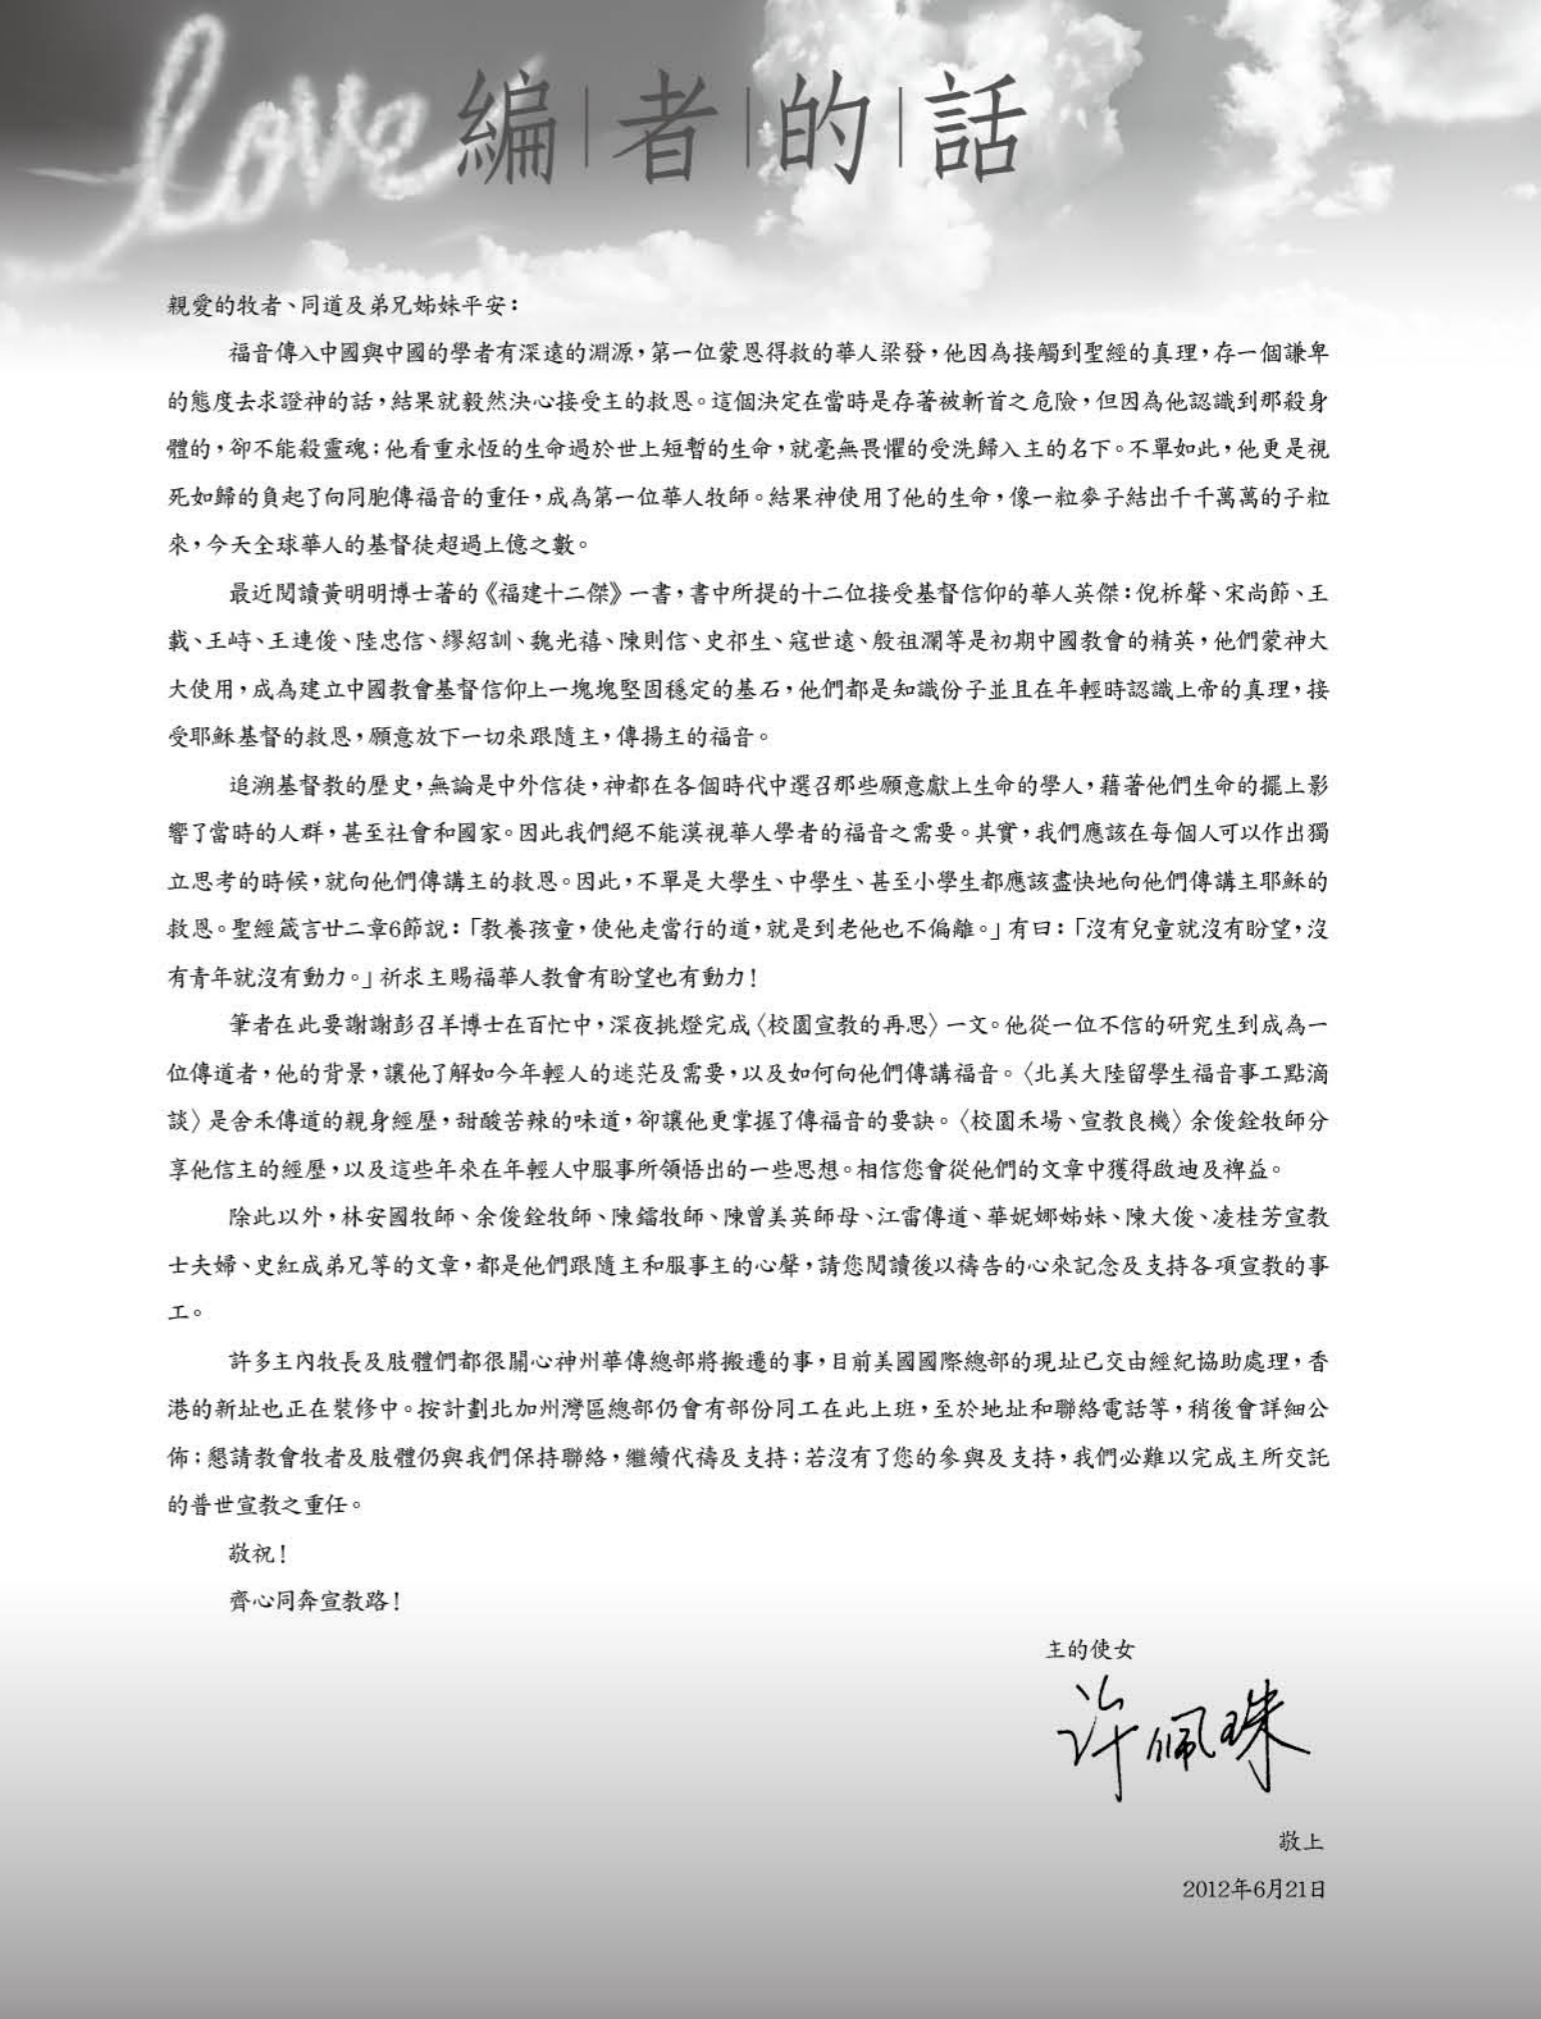 love
編者的話
親愛的牧者、同道及弟兄姊妹平安：
福音傳入中國與中國的學者有深遠的淵源，第一位蒙恩得救的華人梁發，他因為接觸到聖經的真理，存一個謙卑
的態度去求證神的話，結果就毅然決心接受主的救恩。這個決定在當時是存著被斬首之危險，但因為他認識到那殺身
體的，卻不能殺靈魂；他看重永恆的生命過於世上短暫的生命，就毫無畏懼的受洗歸入主的名下。不單如此，他更是視
死如歸的負起了向同胞傳福音的重任，成為第一位華人牧師。結果神使用了他的生命，像一粒麥子結出千千萬萬的子粒
來，今天全球華人的基督徒超過上億之數。
最近閱讀黃明明博士著的《福建十二傑》一書，書中所提的十二位接受基督信仰的華人英傑：倪柝聲、宋尚節、王
載、王峙、王連俊、陸忠信、繆紹訓、魏光禧、陳則信、史祁生、寇世遠、殷祖瀾等是初期中國教會的精英，他們蒙神大
大使用，成為建立中國教會基督信仰上一塊塊堅固穩定的基石，他們都是知識份子並且在年輕時認識上帝的真理，接
受耶穌基督的救恩，願意放下一切來跟隨主，傳揚主的福音。
追溯基督教的歷史，無論是中外信徒，神都在各個時代中選召那些願意獻上生命的學人，藉著他們生命的擺上影
響了當時的人群，甚至社會和國家。因此我們絕不能漠視華人學者的福音之需要。其實，我們應該在每個人可以作出獨
立思考的時候，就向他們傳講主的救恩。因此，不單是大學生、中學生、甚至小學生都應該盡快地向他們傳講主耶穌的
救恩。聖經箴言廿二章6節說：「教養孩童，使他走當行的道，就是到老他也不偏離。」有曰：「沒有兒童就沒有盼望，沒
有青年就沒有動力。」祈求主賜福華人教會有盼望也有動力！
筆者在此要謝謝彭召羊博士在百忙中，深夜挑燈完成〈校園宣教的再思〉一文。他從一位不信的研究生到成為一
位傳道者，他的背景，讓他了解如今年輕人的迷茫及需要，以及如何向他們傳講福音。〈北美大陸留學生福音事工點滴
談〉是舍禾傳道的親身經歷，甜酸苦辣的味道，卻讓他更掌握了傳福音的要訣。〈校園禾場、宣教良機〉余俊銓牧師分
享他信主的經歷，以及這些年來在年輕人中服事所領悟出的一些思想。相信您會從他們的文章中獲得啟迪及裨益。
除此以外，林安國牧師、余俊銓牧師、陳鐳牧師、陳曾美英師母、江雷傳道、華妮娜姊妹、陳大俊、凌桂芳宣教
士夫婦、史紅成弟兄等的文章，都是他們跟隨主和服事主的心聲，請您閱讀後以禱告的心來記念及支持各項宣教的事
工。
許多主內牧長及肢體們都很關心神州華傳總部將搬遷的事，目前美國國際總部的現址已交由經紀協助處理，香
港的新址也正在裝修中。按計劃北加州灣區總部仍會有部份同工在此上班，至於地址和聯絡電話等，稍後會詳細公
佈；懇請教會牧者及肢體仍與我們保持聯絡，繼續代禱及支持；若沒有了您的參與及支持，我們必難以完成主所交託
的普世宣教之重任。
敬祝！
齊心同奔宣教路！
主的使女
许佩珠
敬上
2012年6月21日